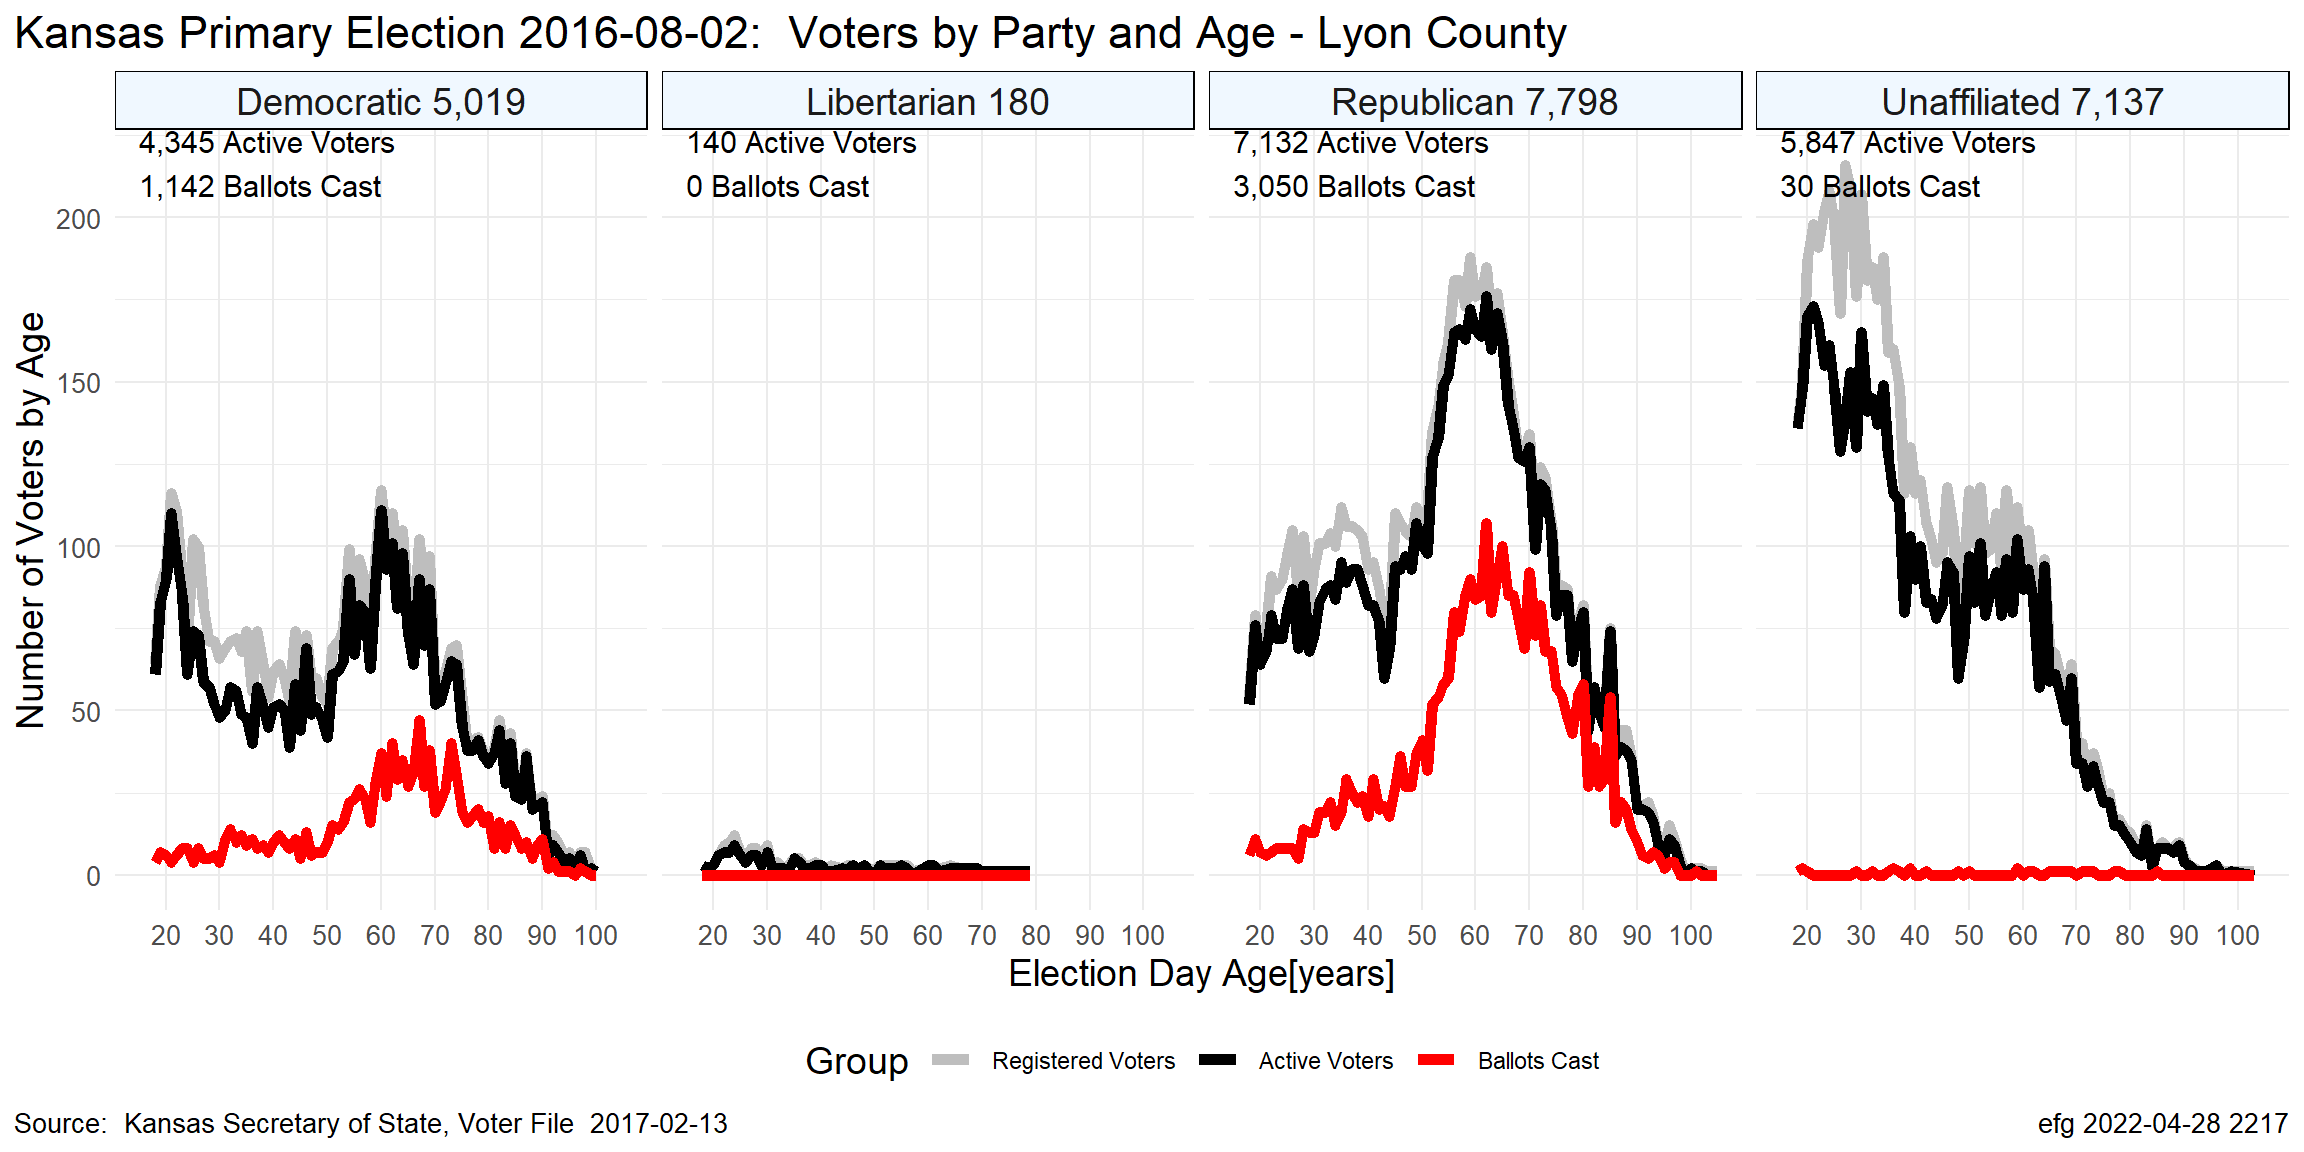 Kansas Primary Election 2016-08-02:  Voters by Party and Age - Lyon County
Democratic 5,019
Libertarian 180
Republican 7,798
Unaffiliated 7,137
4,345 Active Voters
1,142 Ballots Cast
140 Active Voters
0 Ballots Cast
7,132 Active Voters
3,050 Ballots Cast
5,847 Active Voters
30 Ballots Cast
Number of Voters by Age
200
150
100
50
0
20 30 40 50 60 70 80 90 100
20 30 40 50 60 70 80 90 100
20 30 40 50 60 70 80 90 100
20 30 40 50 60 70 80 90 100
Election Day Age[years]
Group Registered Voters Active Voters Ballots Cast
Source:  Kansas Secretary of State, Voter File  2017-02-13
efg 2022-04-28 2217